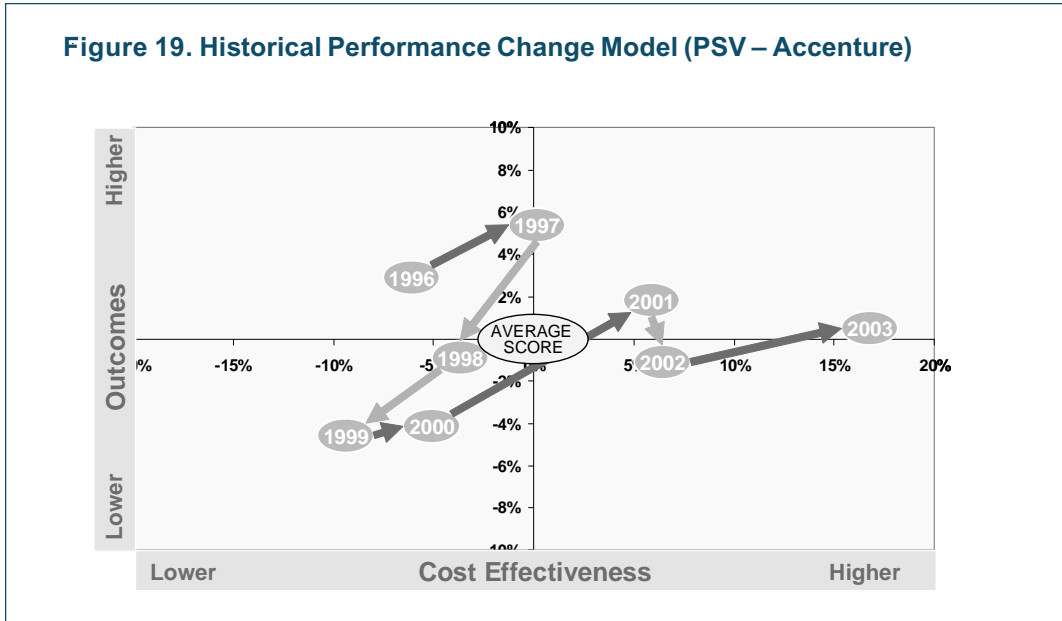 Figure 19. Historical Performance Change Model (PSV – Accenture)
Higher
Outcomes
Lower
10%
8%
6%
4%
2%
-2%
-4%
-6%
-8%
-15%
-10%
5%
10%
15%
20%
1996
1997
1998
1999
2000
2001
2002
2003
AVERAGE
SCORE
Lower
Cost Effectiveness
Higher